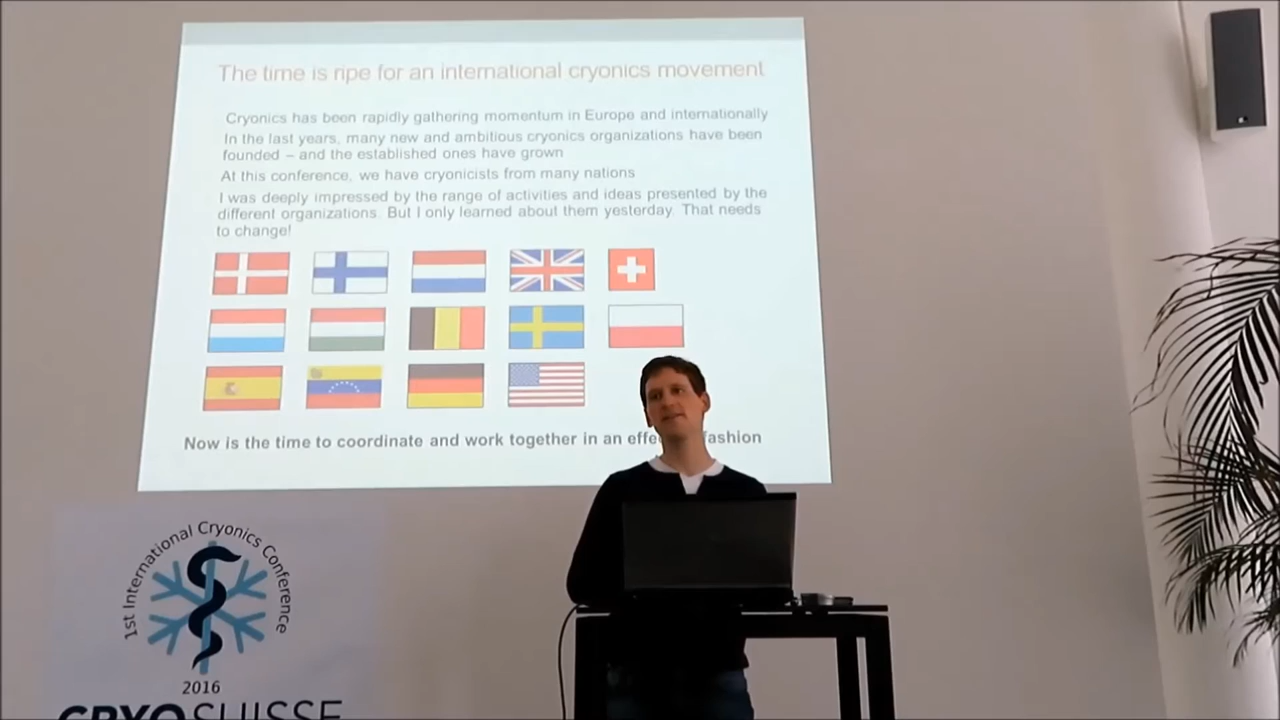 The time is ripe for an international cryonics movement
Cryonics has been rapidly gathering momentum in Europe and internationally
In the last years, many new and ambitious cryonics organizations have been
founded – and the established ones have grown
At this conference, we have cryonicists from many nations
I was deeply impressed by the range of activities and ideas presented by the
different organizations. But I only learned about them yesterday. That needs
to change!
Now is the time to coordinate and work together in an fashion
1st International Cryonics Conference
2016
CRYOSUISSE